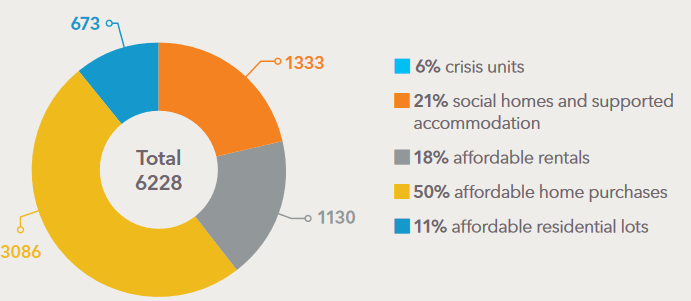 673
1333
Total
6228
1130
3086
6% crisis units
21% social homes and supported
accommodation
18% affordable rentals
50% affordable home purchases
11% affordable residential lots